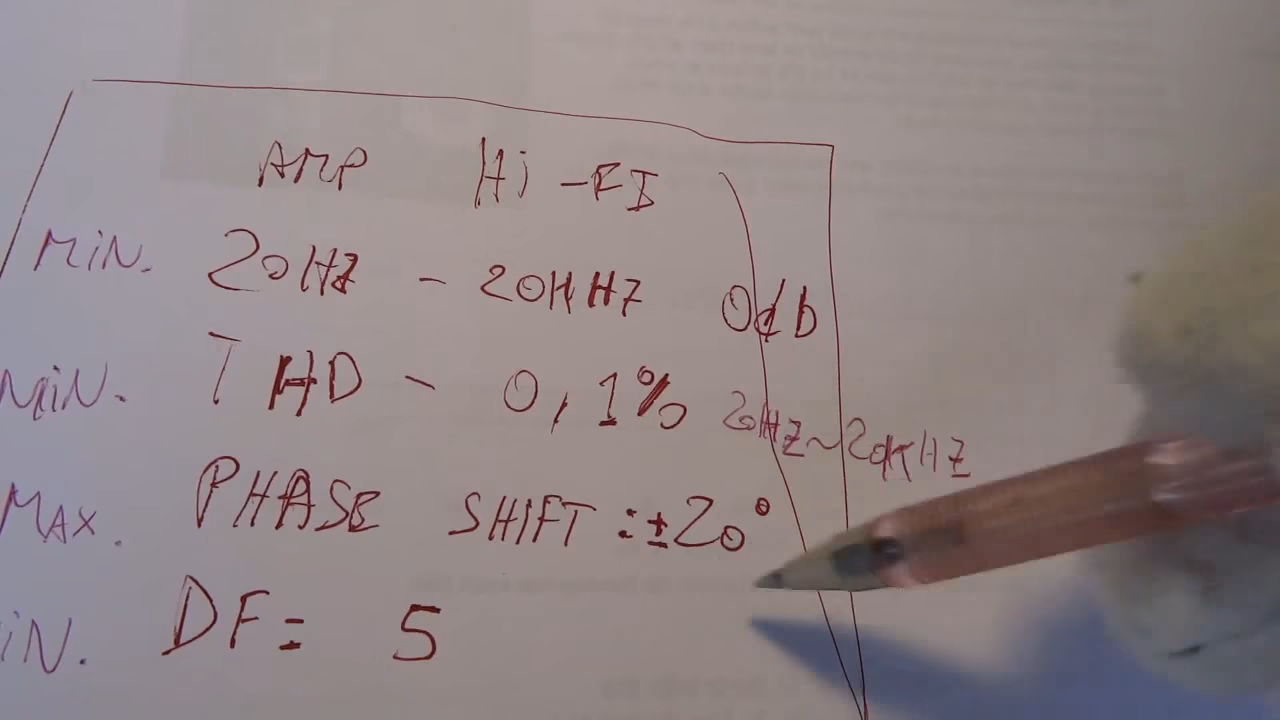 AMP Hi-FI
MiN. 20HZ - 20HHZ 0db
MiN. THD - 0,1% 20HZ~20KHZ
MAX. PHASE SHIFT :±20°
iN. DF= 5